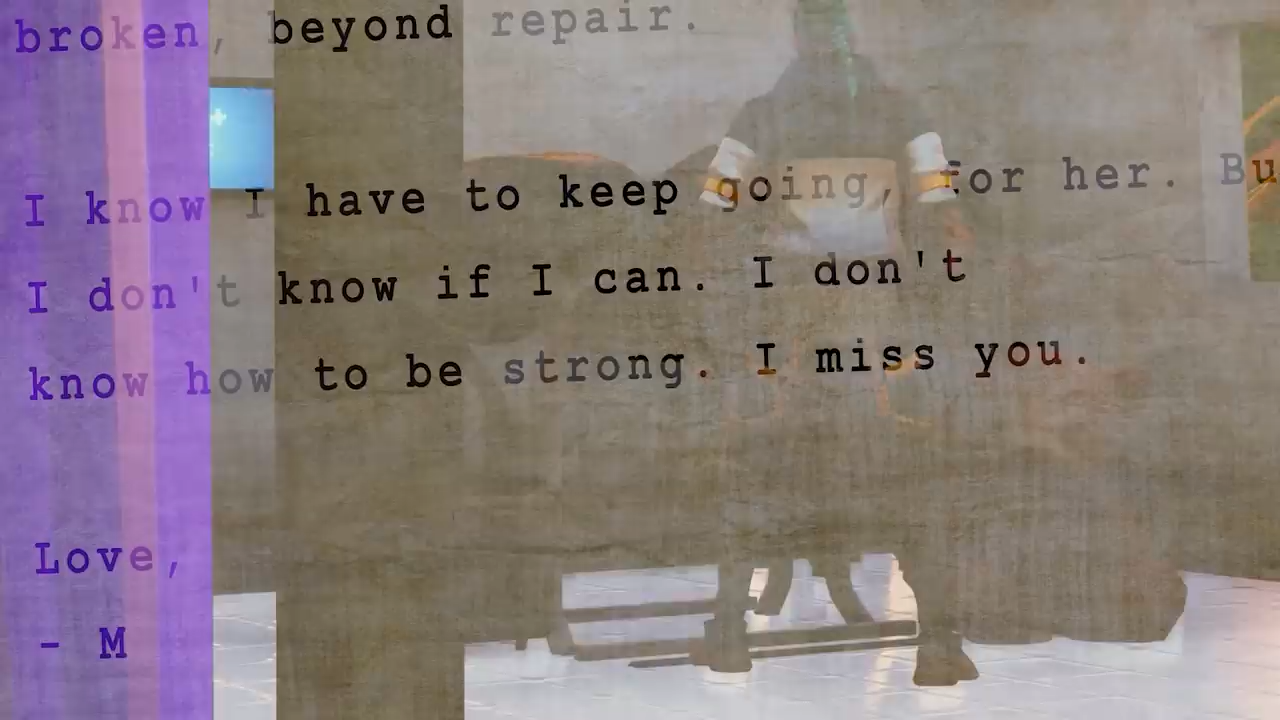 broken, beyond repair.
I know I have to keep going, for her. Bu
I don't know if I can. I don't
know how to be strong. I miss you.
Love,
- M